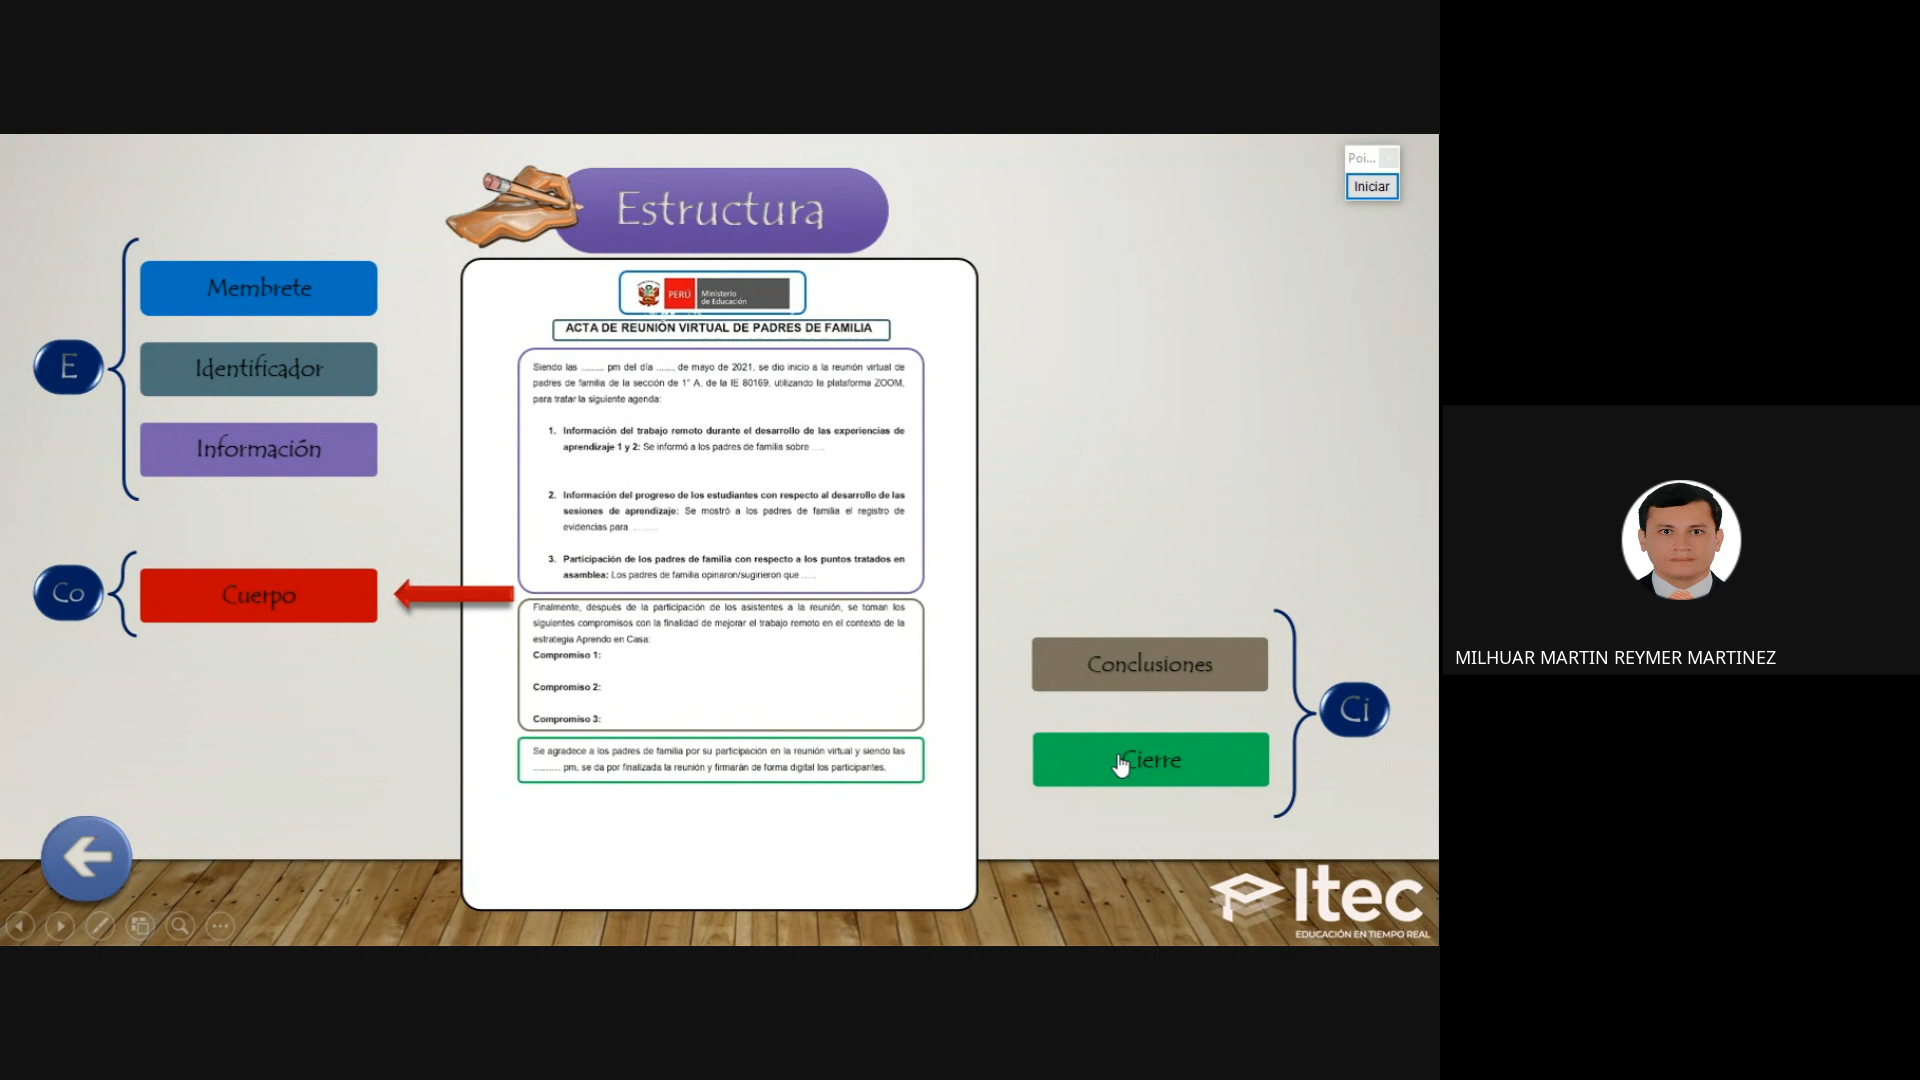 Poi...
Iniciar
Estructura
Membrete
Identificador
Información
E
Co
Cuerpo
PERÚ
Ministerio
de Educación
ACTA DE REUNIÓN VIRTUAL DE PADRES DE FAMILIA
Siendo las ......... pm del día ....... de mayo de 2021, se dio inicio a la reunión virtual de
padres de familia de la sección de 1° A, de la IE 80169, utilizando la plataforma ZOOM,
para tratar la siguiente agenda:
1. Información del trabajo remoto durante el desarrollo de las experiencias de
aprendizaje 1 y 2: Se informó a los padres de familia sobre .....
2. Información del progreso de los estudiantes con respecto al desarrollo de las
sesiones de aprendizaje: Se mostró a los padres de familia el registro de
evidencias para ..........
3. Participación de los padres de familia con respecto a los puntos tratados en
asamblea: Los padres de familia opinaron/sugirieron que ......
Finalmente, después de la participación de los asistentes a la reunión, se toman los
siguientes compromisos con la finalidad de mejorar el trabajo remoto en el contexto de la
estrategia Aprendo en Casa:
Compromiso 1:
Compromiso 2:
Compromiso 3:
Se agradece a los padres de familia por su participación en la reunión virtual y siendo las
.......... pm, se da por finalizada la reunión y firmarán de forma digital los participantes.
Conclusiones
Cierre
Ci
Itec
EDUCACIÓN EN TIEMPO REAL
MILHUAR MARTIN REYMER MARTINEZ